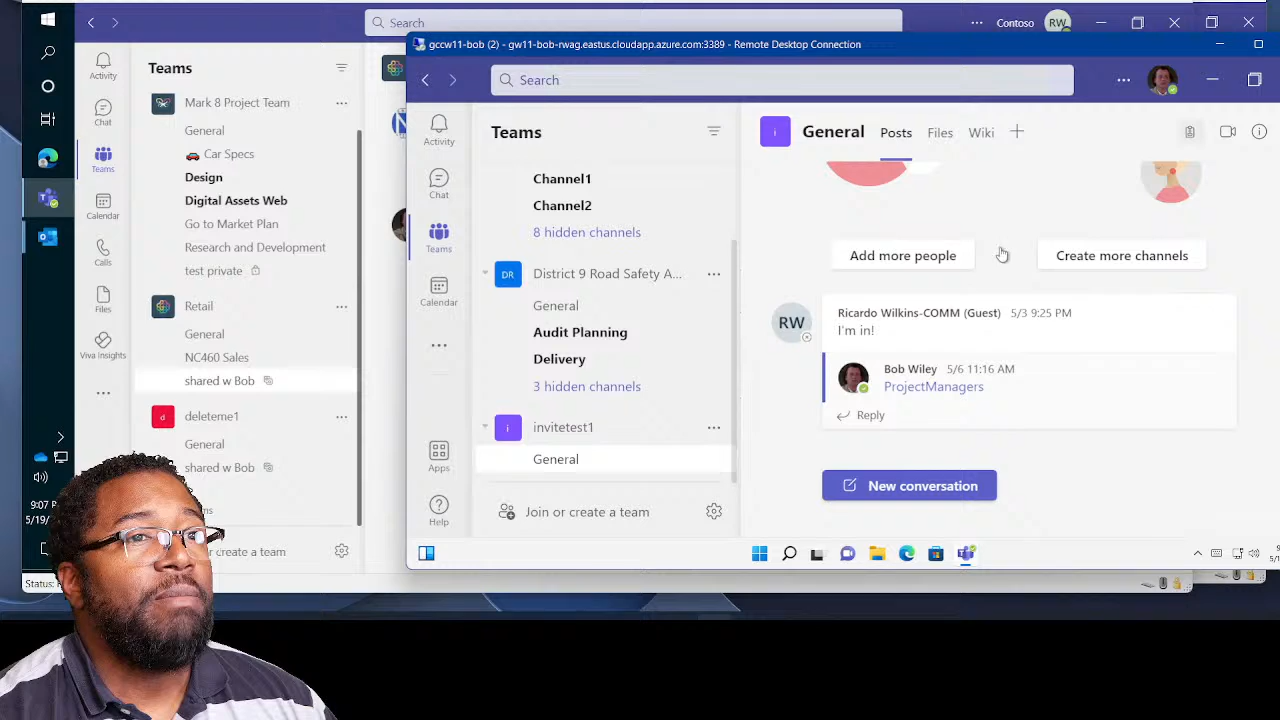 Search
Contoso
RW
Activity
Chat
Teams
Calendar
Calls
Files
Viva Insights
Teams
Mark 8 Project Team
General
🚗 Car Specs
Design
Digital Assets Web
Go to Market Plan
Research and Development
test private
Retail
General
NC460 Sales
shared w Bob
d
deleteme1
General
shared w Bob
or create a team
9:07
5/19/
Status:
gccw11-bob (2) - gw11-bob-rwag.eastus.cloudapp.azure.com:3389 - Remote Desktop Connection
Search
Activity
Chat
Teams
Calendar
Apps
Help
Teams
Channel1
Channel2
8 hidden channels
DR
District 9 Road Safety A...
General
Audit Planning
Delivery
3 hidden channels
i
invitetest1
General
Join or create a team
i
General
Posts
Files
Wiki
Add more people
Create more channels
RW
Ricardo Wilkins-COMM (Guest) 5/3 9:25 PM
I'm in!
Bob Wiley 5/6 11:16 AM
ProjectManagers
Reply
New conversation